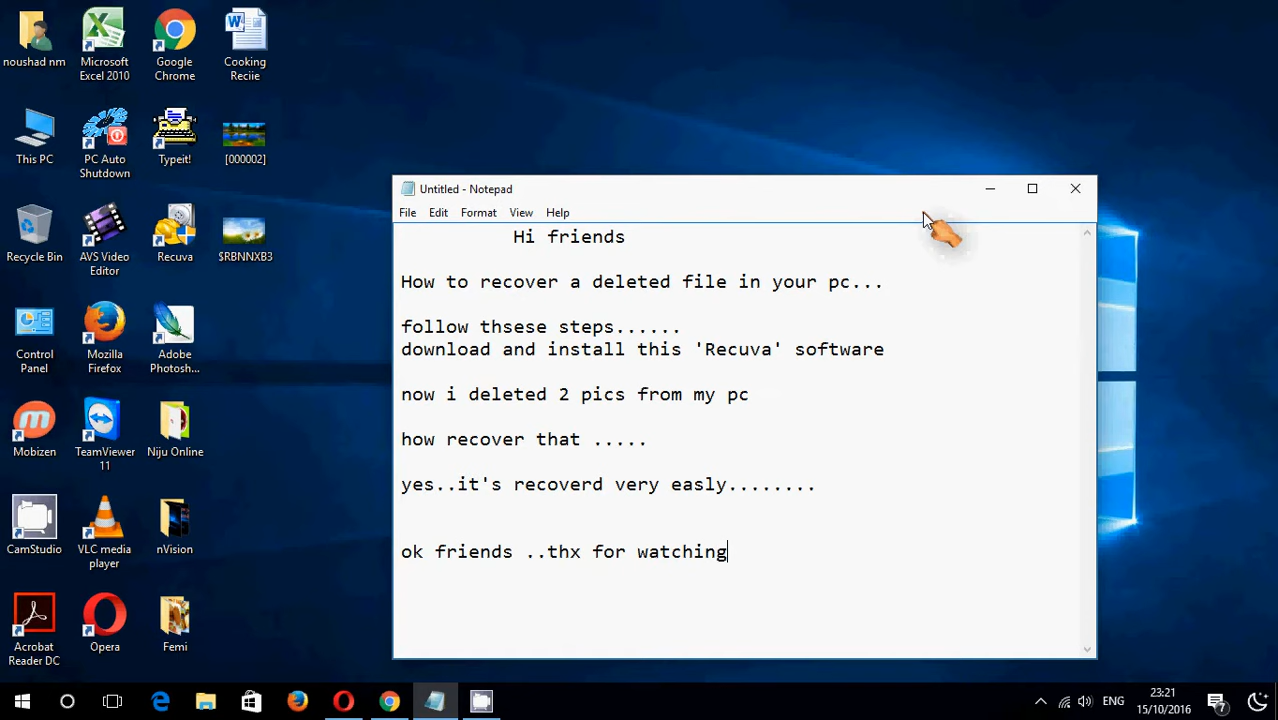 noushad nm
Microsoft
Excel 2010
Google
Chrome
Cooking
Reciie
This PC
PC Auto
Shutdown
Typeit!
[000002]
Recycle Bin
AVS Video
Editor
Recuva
$RBNNXB3
Control
Panel
Mozilla
Firefox
Adobe
Photosh...
Mobizen
TeamViewer
11
Niju Online
CamStudio
VLC media
player
nVision
Acrobat
Reader DC
Opera
Femi
Untitled - Notepad
File Edit Format View Help
Hi friends
How to recover a deleted file in your pc...
follow thsese steps......
download and install this 'Recuva' software
now i deleted 2 pics from my pc
how recover that .....
yes..it's recoverd very easly........
ok friends ..thx for watching
ENG
23:21
15/10/2016
7